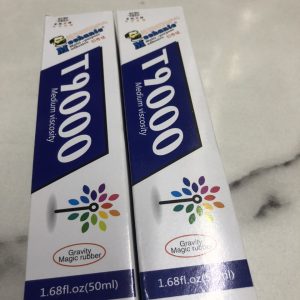 Mechanic
T9000
Medium viscosity
Gravity
Magic rubber
1.68fl.oz(50ml)
Mechanic
T9000
Medium viscosity
Gravity
Magic rubber
1.68fl.oz(50ml)